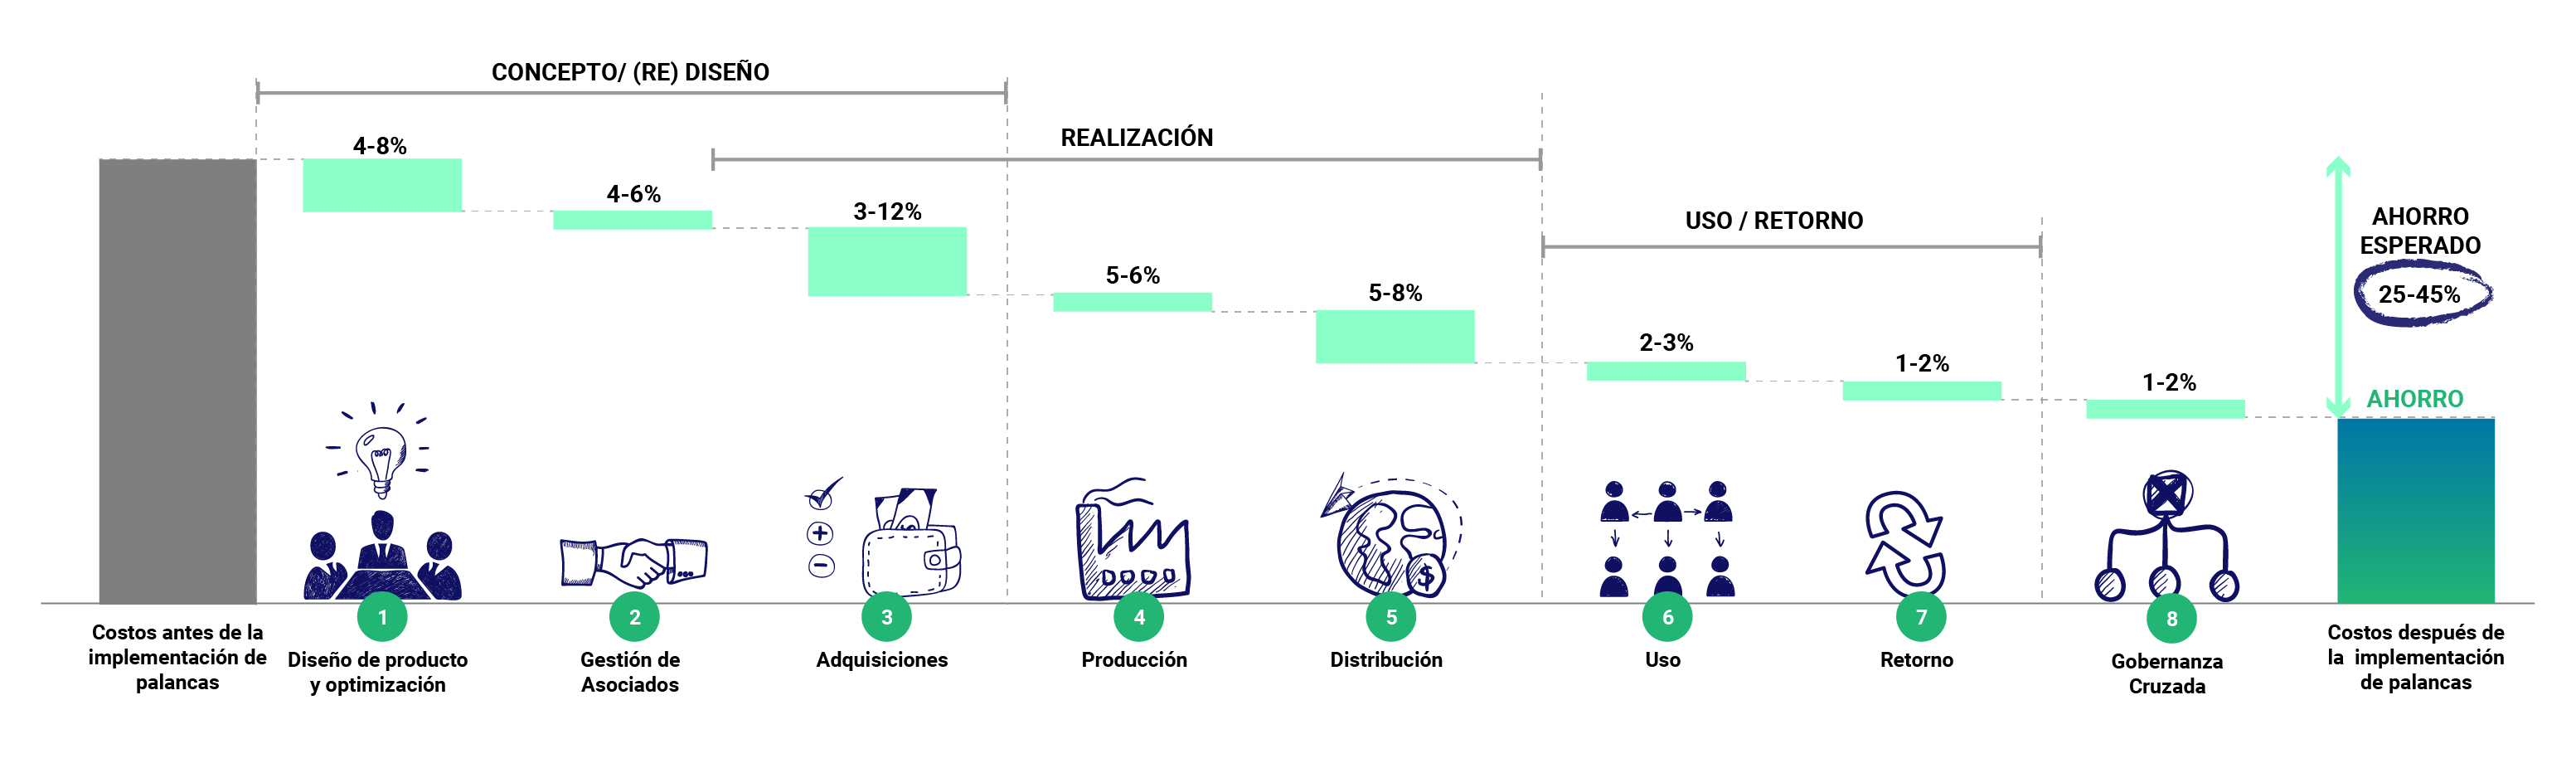 CONCEPTO/ (RE) DISEÑO
REALIZACIÓN
USO / RETORNO
4-8%
4-6%
3-12%
5-6%
5-8%
2-3%
1-2%
1-2%
AHORRO
ESPERADO
25-45%
AHORRO
$
Costos antes de la
implementación de
palancas
1
Diseño de producto
y optimización
2
Gestión de
Asociados
3
Adquisiciones
4
Producción
5
Distribución
6
Uso
7
Retorno
8
Gobernanza
Cruzada
Costos después de
la  implementación
de palancas